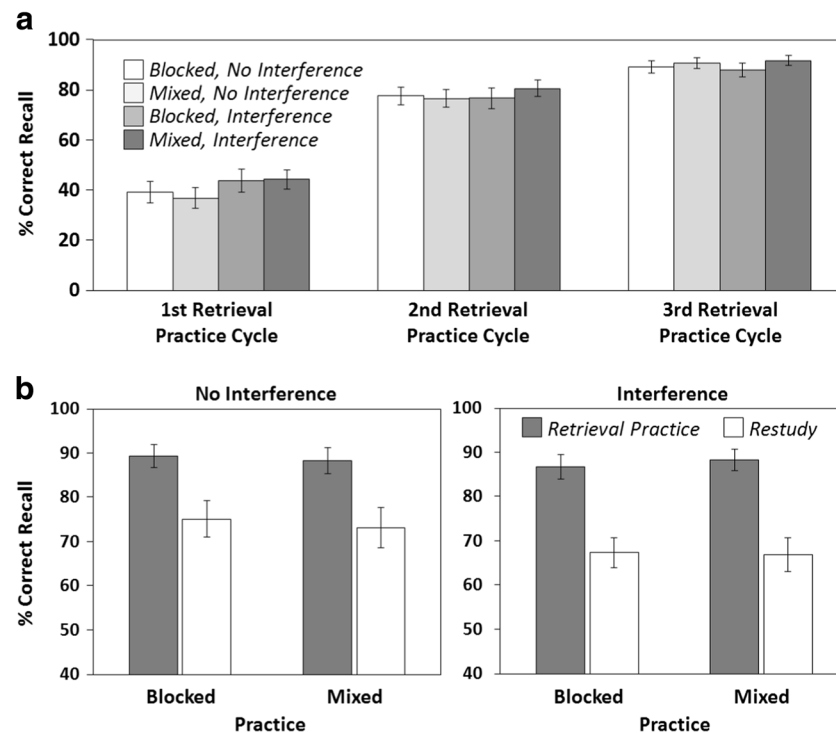 a
100
80
60
40
20
0
% Correct Recall
Blocked, No Interference
Mixed, No Interference
Blocked, Interference
Mixed, Interference
1st Retrieval
Practice Cycle
2nd Retrieval
Practice Cycle
3rd Retrieval
Practice Cycle
b
No Interference
100
90
80
70
60
50
40
% Correct Recall
Blocked
Mixed
Practice
Interference
100
90
80
70
60
50
40
Retrieval Practice
Restudy
Blocked
Mixed
Practice